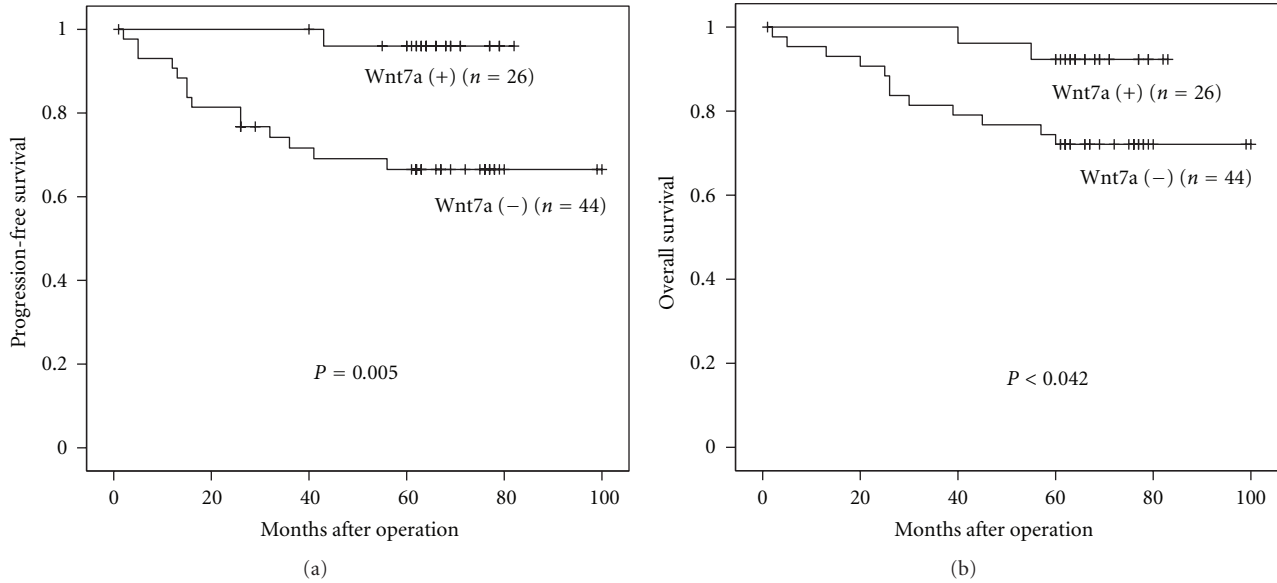 1
0.8
0.6
0.4
0.2
0
Progression-free survival
Wnt7a (+) (n = 26)
Wnt7a (−) (n = 44)
P = 0.005
0 20 40 60 80 100
Months after operation
(a)
1
0.8
0.6
0.4
0.2
0
Overall survival
Wnt7a (+) (n = 26)
Wnt7a (−) (n = 44)
P < 0.042
0 20 40 60 80 100
Months after operation
(b)